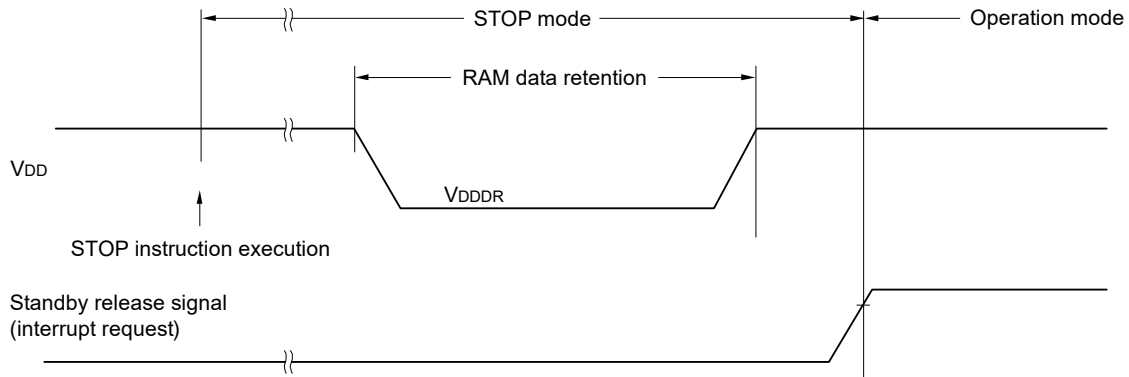 STOP mode
Operation mode
RAM data retention
VDD
VDDDR
STOP instruction execution
Standby release signal
(interrupt request)